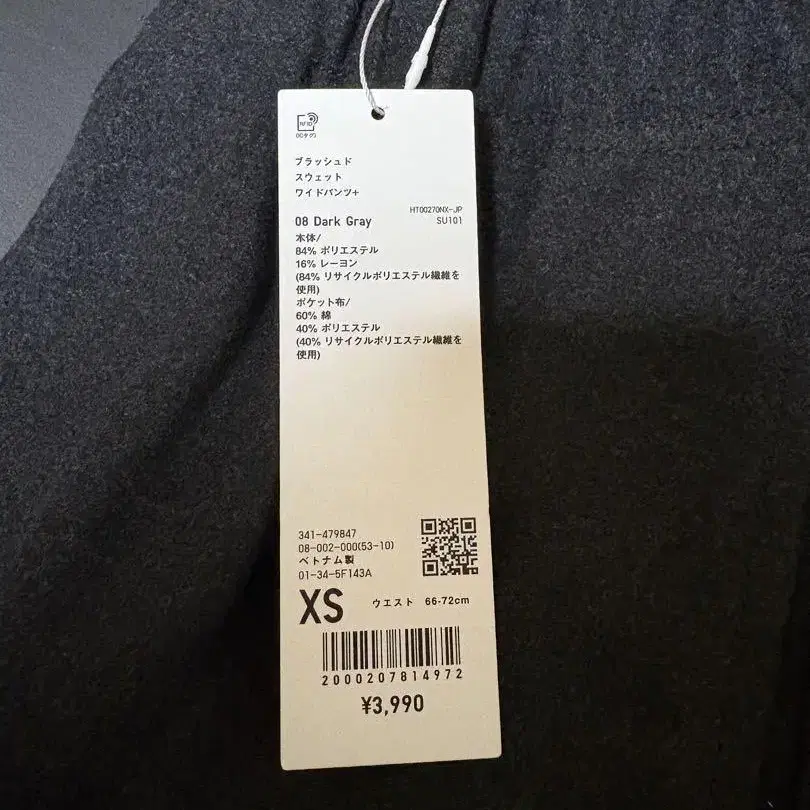 RFID
(ICタグ)
ブラッシュド
スウェット
ワイドパンツ+
HT00270NX-JP
08 Dark Gray
SU101
本体/
84% ポリエステル
16% レーヨン
(84% リサイクルポリエステル繊維を
使用)
ポケット布/
60% 綿
40% ポリエステル
(40% リサイクルポリエステル繊維を
使用)
341-479847
08-002-000(53-10)
ベトナム製
01-34-5F143A
XS ウエスト 66-72cm
2000207814972
¥3,990